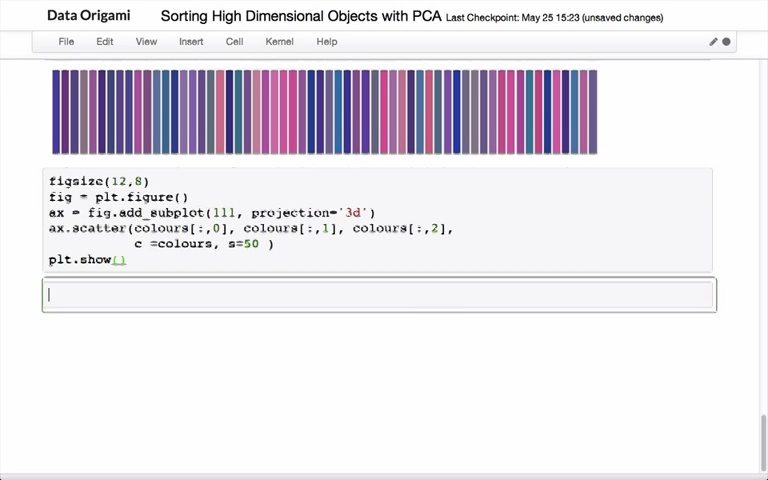 Data Origami Sorting High Dimensional Objects with PCA Last Checkpoint: May 25 15:23 (unsaved changes)
File Edit View Insert Cell Kernel Help
figsize(12,8)
fig = plt.figure()
ax = fig.add_subplot(111, projection='3d')
ax.scatter(colours[:,0], colours[:,1], colours[:,2],
c =colours, s=50 )
plt.show()